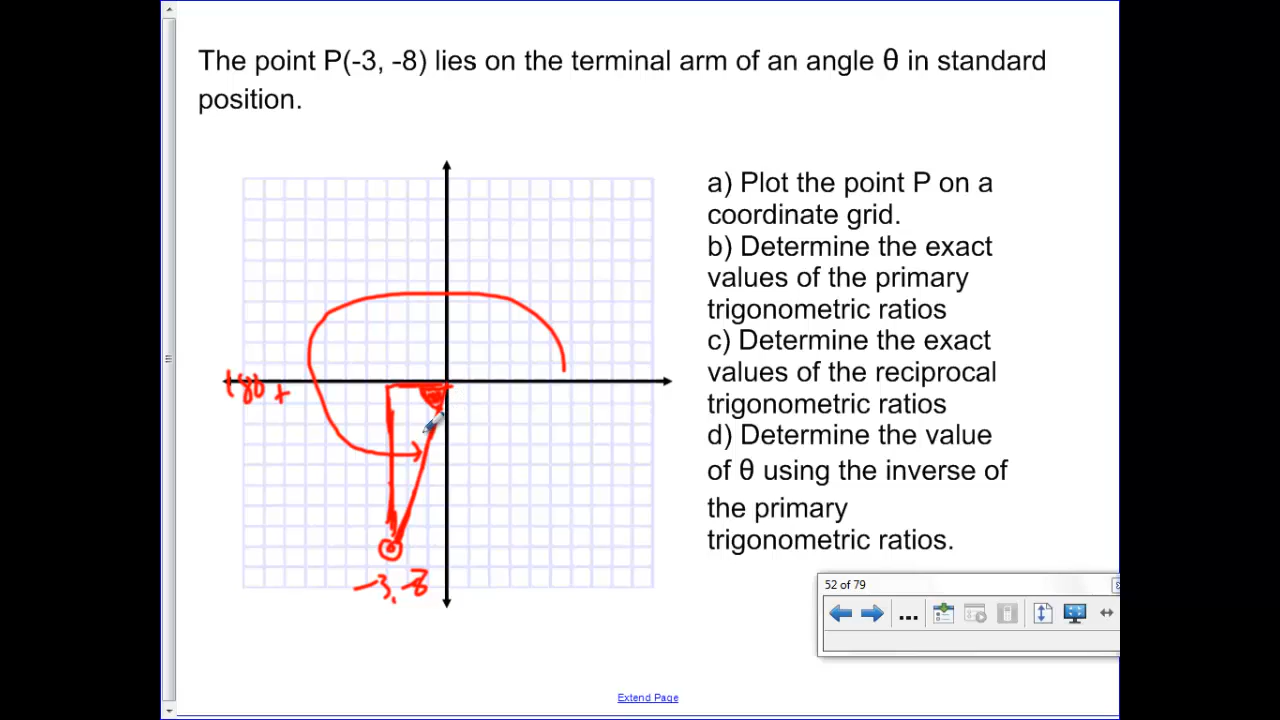 The point P(-3, -8) lies on the terminal arm of an angle θ in standard
position.
a) Plot the point P on a
coordinate grid.
b) Determine the exact
values of the primary
trigonometric ratios
c) Determine the exact
values of the reciprocal
trigonometric ratios
d) Determine the value
of θ using the inverse of
the primary
trigonometric ratios.
180 +
-3, -8
52 of 79
...
Extend Page